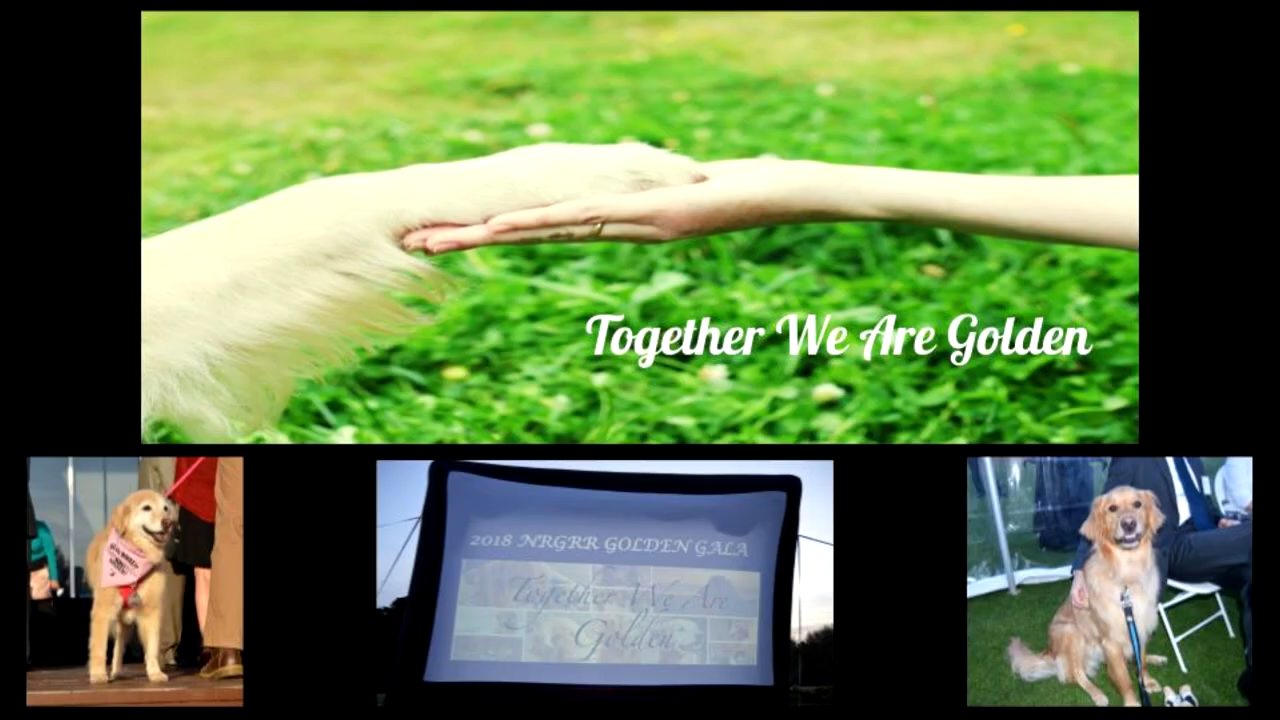 Together We Are Golden
2018 NRGRR GOLDEN GALA
Together We Are
Golden